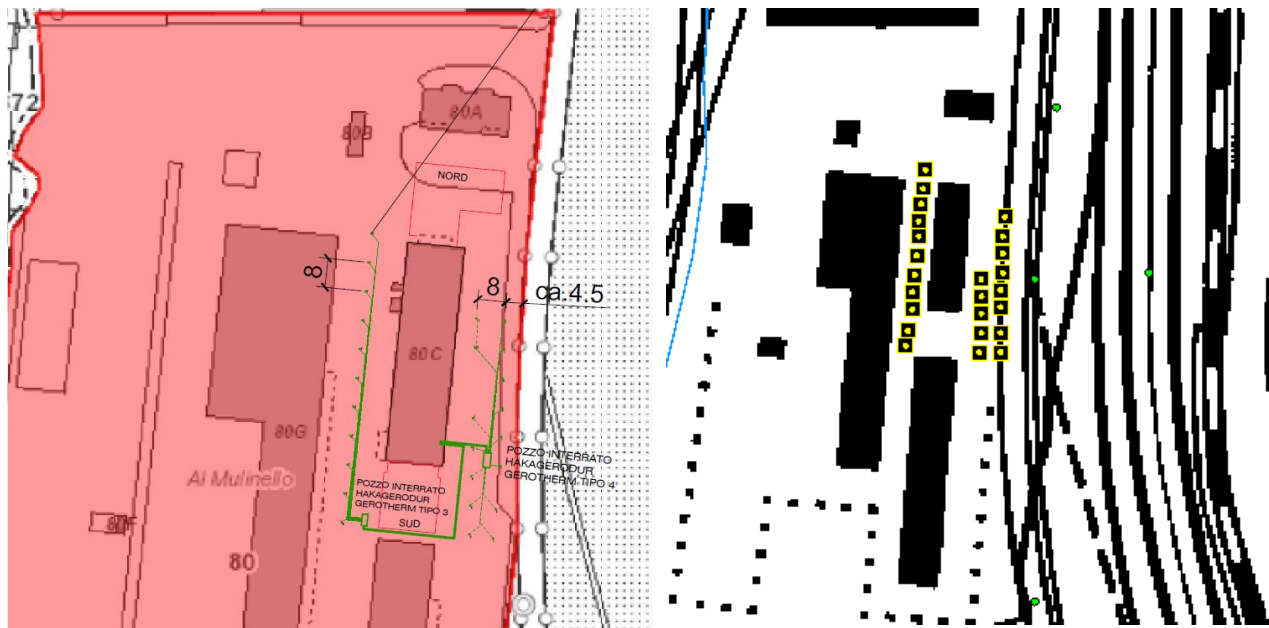 72
80A
80B
NORD
8
8
ca.4.5
80C
80G
POZZO INTERRATO
HAKAGERODUR
GEROTHERM TIPO 4
Al Mulinello
POZZO INTERRATO
HAKAGERODUR
GEROTHERM TIPO 3
SUD
80F
80